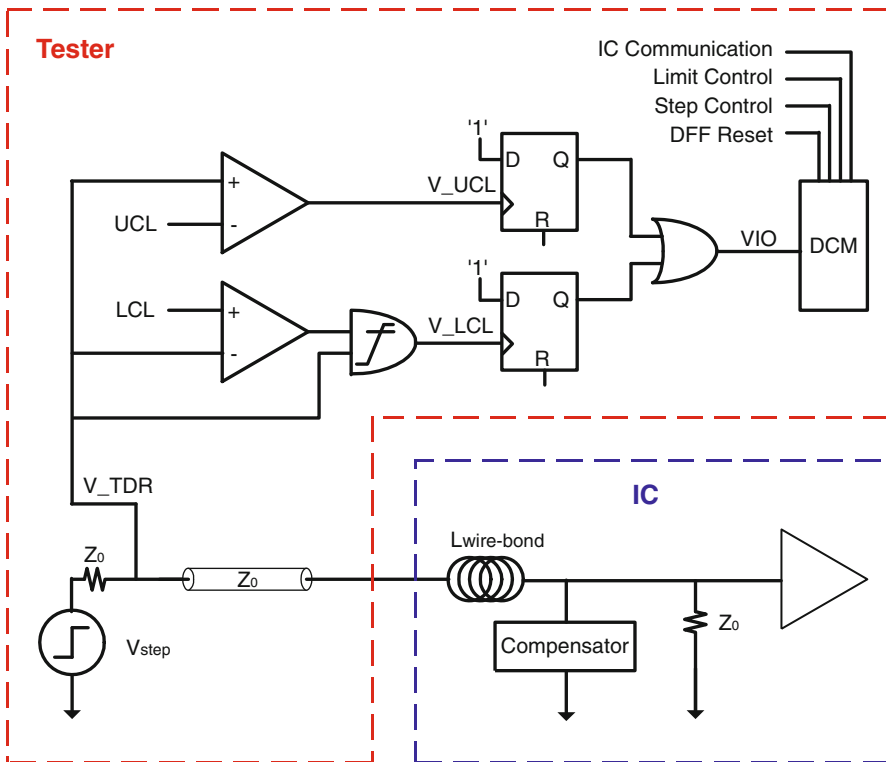 Tester
IC Communication
Limit Control
Step Control
DFF Reset
'1'
D
Q
R
+
-
UCL
V_UCL
VIO
DCM
'1'
D
Q
R
LCL
+
-
V_LCL
V_TDR
IC
Z0
Z0
Lwire-bond
Vstep
Compensator
Z0